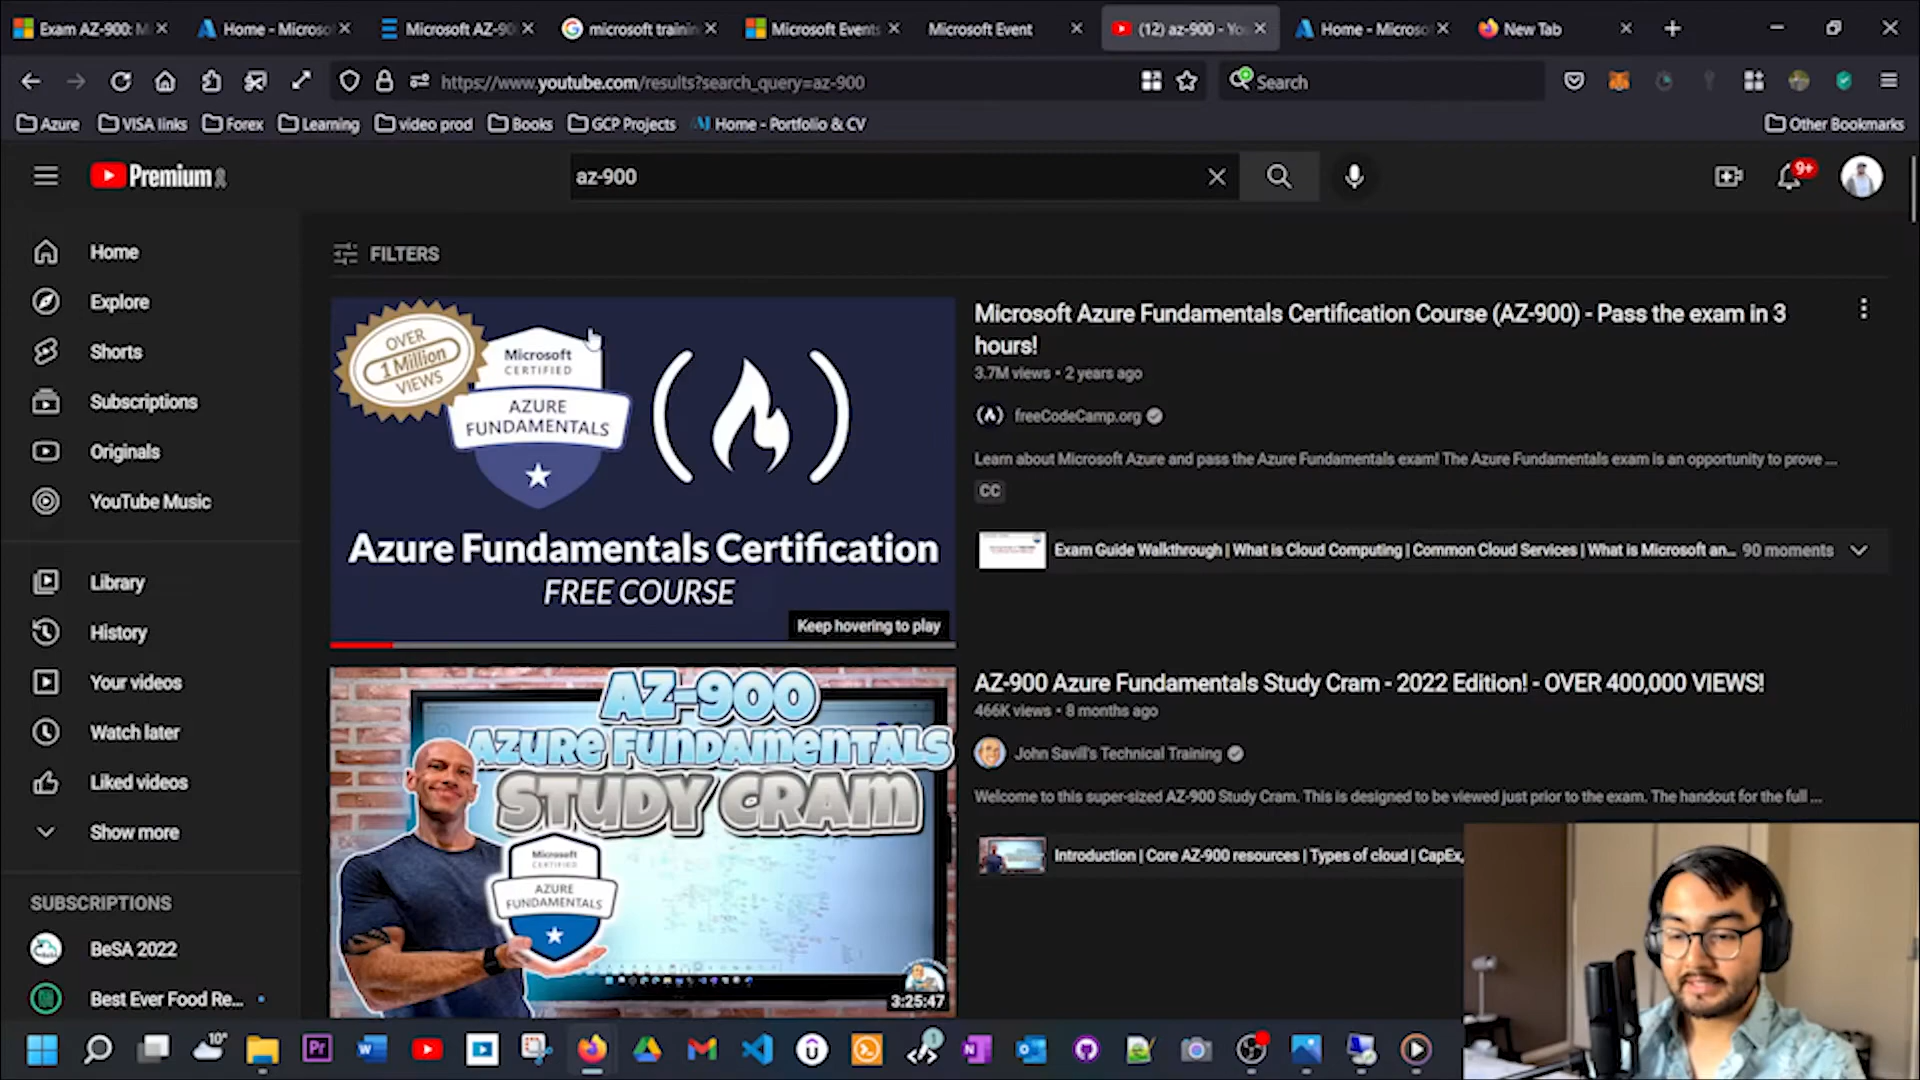 Exam AZ-900: M
Home - Microso
Microsoft AZ-90
microsoft trainin
Microsoft Events
Microsoft Event
(12) az-900 - Yo
Home - Microso
New Tab
https://www.youtube.com/results?search_query=az-900
Search
Azure
VISA links
Forex
Learning
video prod
Books
GCP Projects
Home - Portfolio & CV
Other Bookmarks
Premium
az-900
9+
Home
Explore
Shorts
Subscriptions
Originals
YouTube Music
Library
History
Your videos
Watch later
Liked videos
Show more
SUBSCRIPTIONS
BeSA 2022
Best Ever Food Re...
FILTERS
OVER
1 Million
VIEWS
Microsoft
CERTIFIED
AZURE
FUNDAMENTALS
Azure Fundamentals Certification
FREE COURSE
Keep hovering to play
Microsoft Azure Fundamentals Certification Course (AZ-900) - Pass the exam in 3
hours!
3.7M views • 2 years ago
freeCodeCamp.org
Learn about Microsoft Azure and pass the Azure Fundamentals exam! The Azure Fundamentals exam is an opportunity to prove ...
CC
Exam Guide Walkthrough | What is Cloud Computing | Common Cloud Services | What is Microsoft an... 90 moments
AZ-900
AZURE FUNDAMENTALS
STUDY CRAM
Microsoft
CERTIFIED
AZURE
FUNDAMENTALS
3:25:47
AZ-900 Azure Fundamentals Study Cram - 2022 Edition! - OVER 400,000 VIEWS!
466K views • 8 months ago
John Savill's Technical Training
Welcome to this super-sized AZ-900 Study Cram. This is designed to be viewed just prior to the exam. The handout for the full ...
Introduction | Core AZ-900 resources | Types of cloud | CapEx,
10°
Pr
1